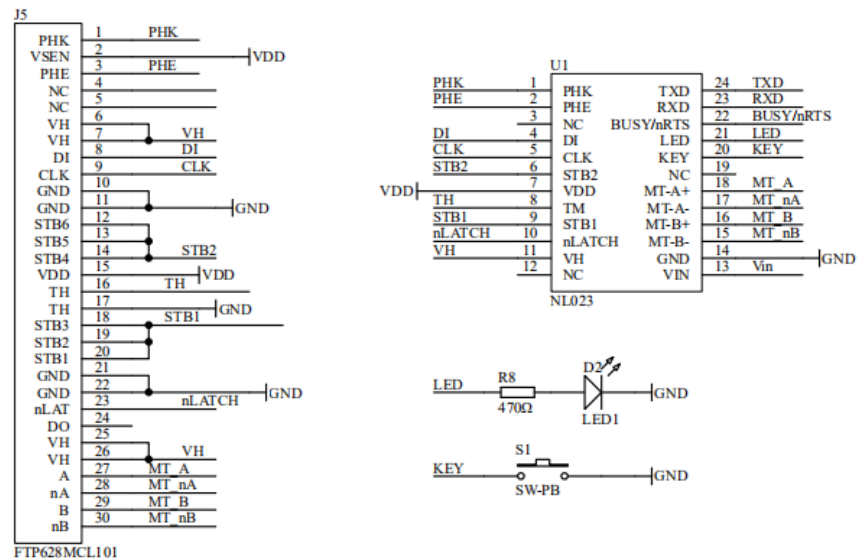 J5
PHK 1 PHK
VSEN 2 VDD
PHE 3 PHE
NC 4
NC 5
VH 6
VH 7 VH
DI 8 DI
CLK 9 CLK
GND 10
GND 11 GND
STB6 12
STB5 13
STB4 14 STB2
VDD 15 VDD
TH 16 TH
TH 17 GND
STB3 18 STB1
STB2 19
STB1 20
GND 21
GND 22 GND
nLAT 23 nLATCH
DO 24
VH 25
VH 26 VH
A 27 MT_A
nA 28 MT_nA
B 29 MT_B
nB 30 MT_nB
FTP628MCL101
U1
PHK 1 PHK TXD 24 TXD
PHE 2 PHE RXD 23 RXD
3 NC BUSY/nRTS 22 BUSY/nRTS
DI 4 DI LED 21 LED
CLK 5 CLK KEY 20 KEY
STB2 6 STB2 NC 19
VDD 7 VDD MT-A+ 18 MT_A
TH 8 TM MT-A- 17 MT_nA
STB1 9 STB1 MT-B+ 16 MT_B
nLATCH 10 nLATCH MT-B- 15 MT_nB
VH 11 VH GND 14 GND
12 NC VIN 13 Vin
NL023
LED R8 D2 GND
470Ω LED1
S1
KEY GND
SW-PB